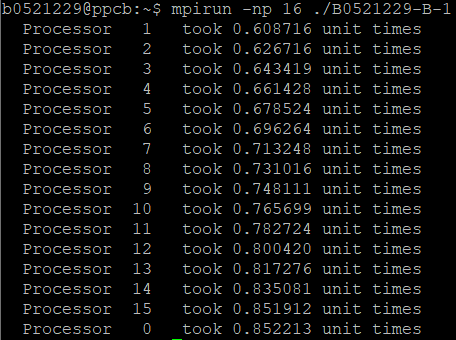 b0521229@ppcb:~$ mpirun -np 16 ./B0521229-B-1
Processor 1 took 0.608716 unit times
Processor 2 took 0.626716 unit times
Processor 3 took 0.643419 unit times
Processor 4 took 0.661428 unit times
Processor 5 took 0.678524 unit times
Processor 6 took 0.696264 unit times
Processor 7 took 0.713248 unit times
Processor 8 took 0.731016 unit times
Processor 9 took 0.748111 unit times
Processor 10 took 0.765699 unit times
Processor 11 took 0.782724 unit times
Processor 12 took 0.800420 unit times
Processor 13 took 0.817276 unit times
Processor 14 took 0.835081 unit times
Processor 15 took 0.851912 unit times
Processor 0 took 0.852213 unit times